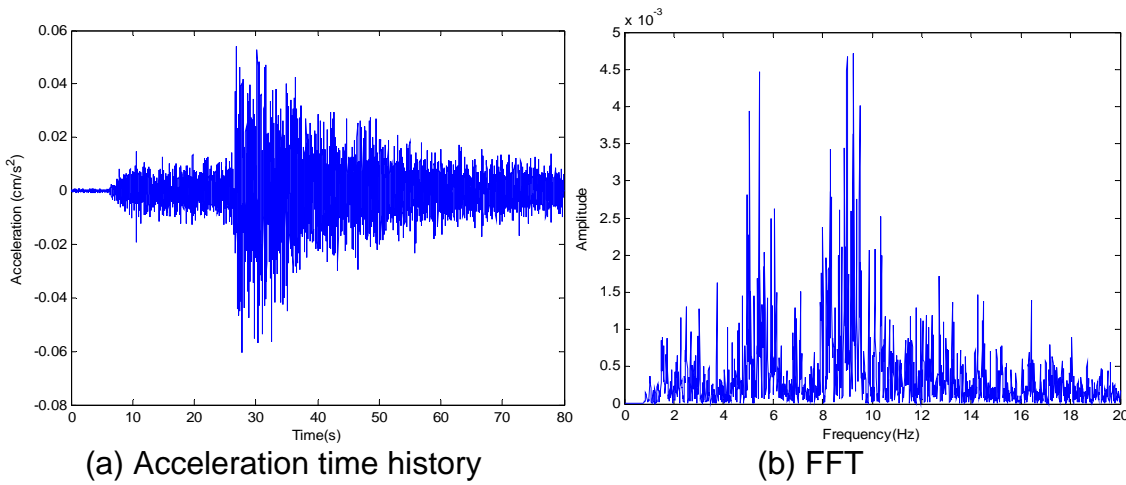 0.06
0.04
0.02
0
-0.02
-0.04
-0.06
-0.08
0 10 20 30 40 50 60 70 80
Acceleration (cm/s²)
Time(s)
(a) Acceleration time history
x 10⁻³
5
4.5
4
3.5
3
2.5
2
1.5
1
0.5
0
0 2 4 6 8 10 12 14 16 18 20
Amplitude
Frequency(Hz)
(b) FFT